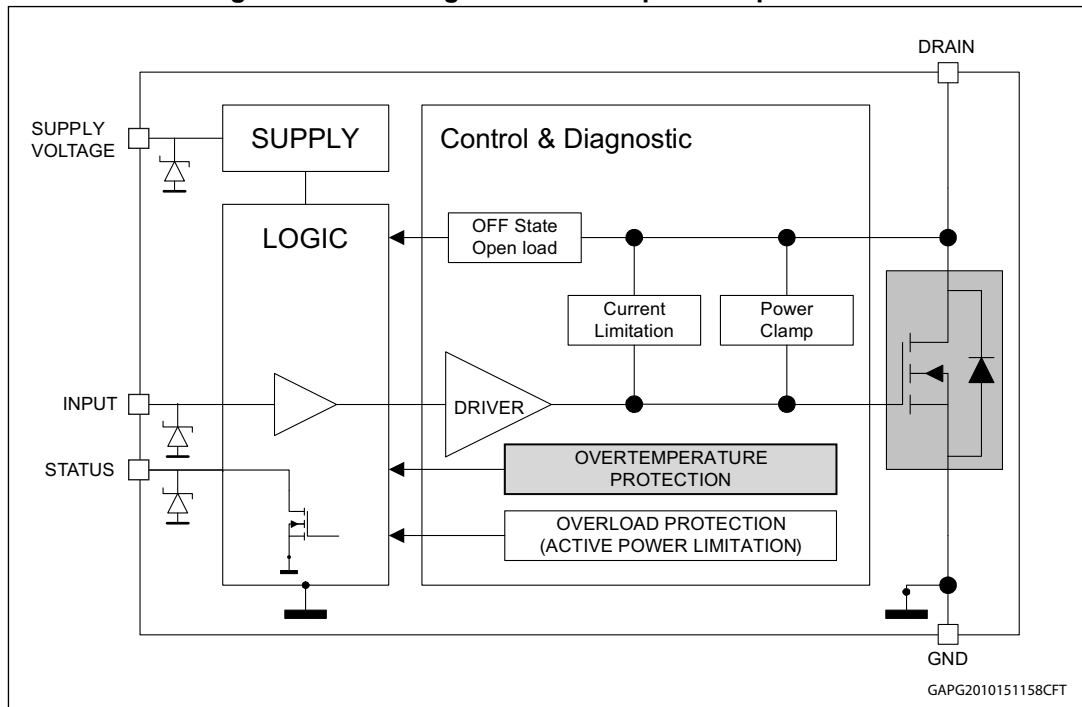 DRAIN
SUPPLY
VOLTAGE
SUPPLY
Control & Diagnostic
LOGIC
OFF State
Open load
Current
Limitation
Power
Clamp
INPUT
DRIVER
STATUS
OVERTEMPERATURE
PROTECTION
OVERLOAD PROTECTION
(ACTIVE POWER LIMITATION)
GND
GAPG2010151158CFT